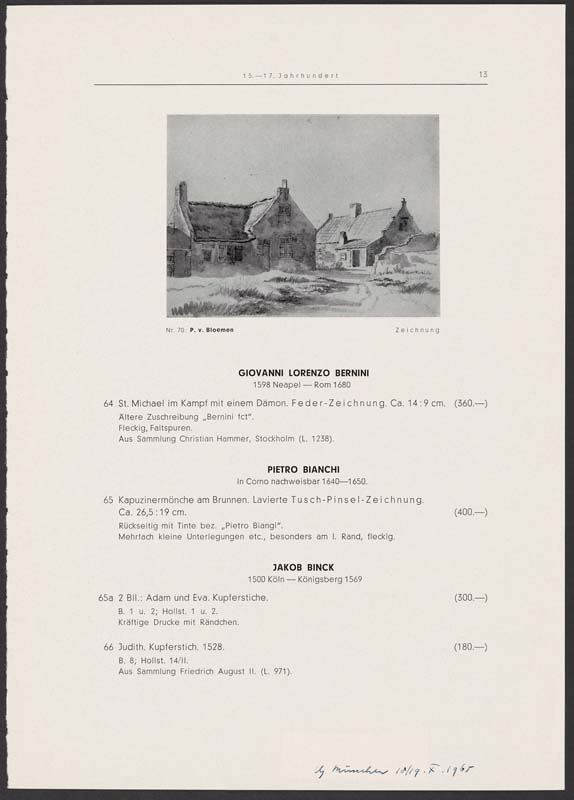 15.—17. Jahrhundert 13
Nr. 70: P. v. Bloemen Zeichnung
GIOVANNI LORENZO BERNINI
1598 Neapel — Rom 1680
64 St. Michael im Kampf mit einem Dämon. Feder-Zeichnung. Ca. 14 : 9 cm. (360.—)
Ältere Zuschreibung „Bernini fct“.
Fleckig, Faltspuren.
Aus Sammlung Christian Hammer, Stockholm (L. 1238).
PIETRO BIANCHI
In Como nachweisbar 1640—1650.
65 Kapuzinermönche am Brunnen. Lavierte Tusch-Pinsel-Zeichnung.
Ca. 26,5 : 19 cm. (400.—)
Rückseitig mit Tinte bez. „Pietro Biangi“.
Mehrfach kleine Unterlegungen etc., besonders am l. Rand, fleckig.
JAKOB BINCK
1500 Köln — Königsberg 1569
65a 2 Bll.: Adam und Eva. Kupferstiche. (300.—)
B. 1 u. 2; Hollst. 1 u. 2.
Kräftige Drucke mit Rändchen.
66 Judith. Kupferstich. 1528. (180.—)
B. 8; Hollst. 14/II.
Aus Sammlung Friedrich August II. (L. 971).
München 18/19. X. 1965